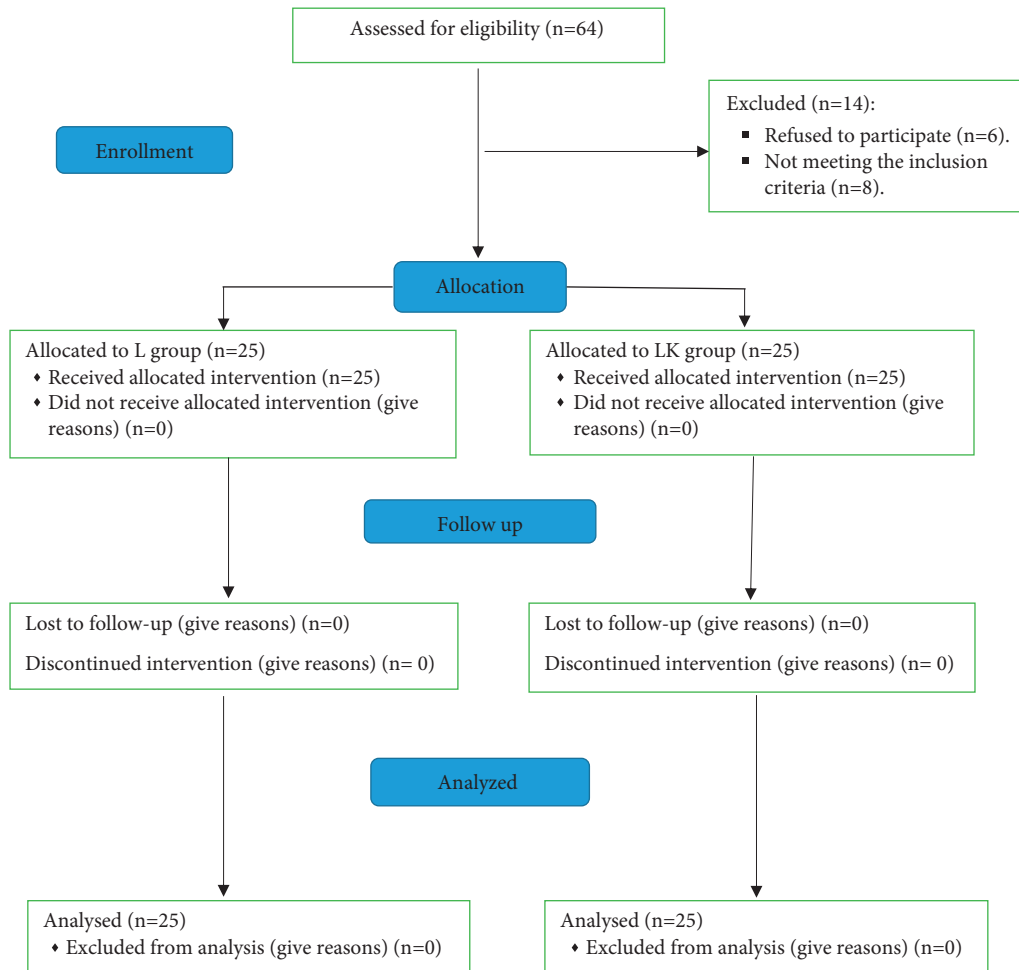 Assessed for eligibility (n=64)
Excluded (n=14):
▪ Refused to participate (n=6).
▪ Not meeting the inclusion
criteria (n=8).
Enrollment
Allocation
Allocated to L group (n=25)
♦ Received allocated intervention (n=25)
♦ Did not receive allocated intervention (give
reasons) (n=0)
Allocated to LK group (n=25)
♦ Received allocated intervention (n=25)
♦ Did not receive allocated intervention (give
reasons) (n=0)
Follow up
Lost to follow-up (give reasons) (n=0)
Discontinued intervention (give reasons) (n= 0)
Lost to follow-up (give reasons) (n=0)
Discontinued intervention (give reasons) (n= 0)
Analyzed
Analysed (n=25)
♦ Excluded from analysis (give reasons) (n=0)
Analysed (n=25)
♦ Excluded from analysis (give reasons) (n=0)